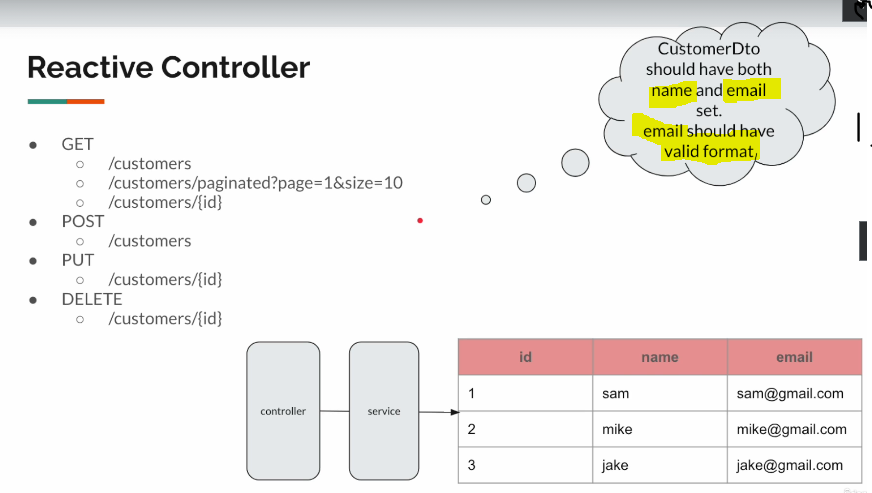 Reactive Controller
CustomerDto
should have both
name and email
set.
email should have
valid format.
● GET
○ /customers
○ /customers/paginated?page=1&size=10
○ /customers/{id}
● POST
○ /customers
● PUT
○ /customers/{id}
● DELETE
○ /customers/{id}
controller
service
id name email
1 sam sam@gmail.com
2 mike mike@gmail.com
3 jake jake@gmail.com